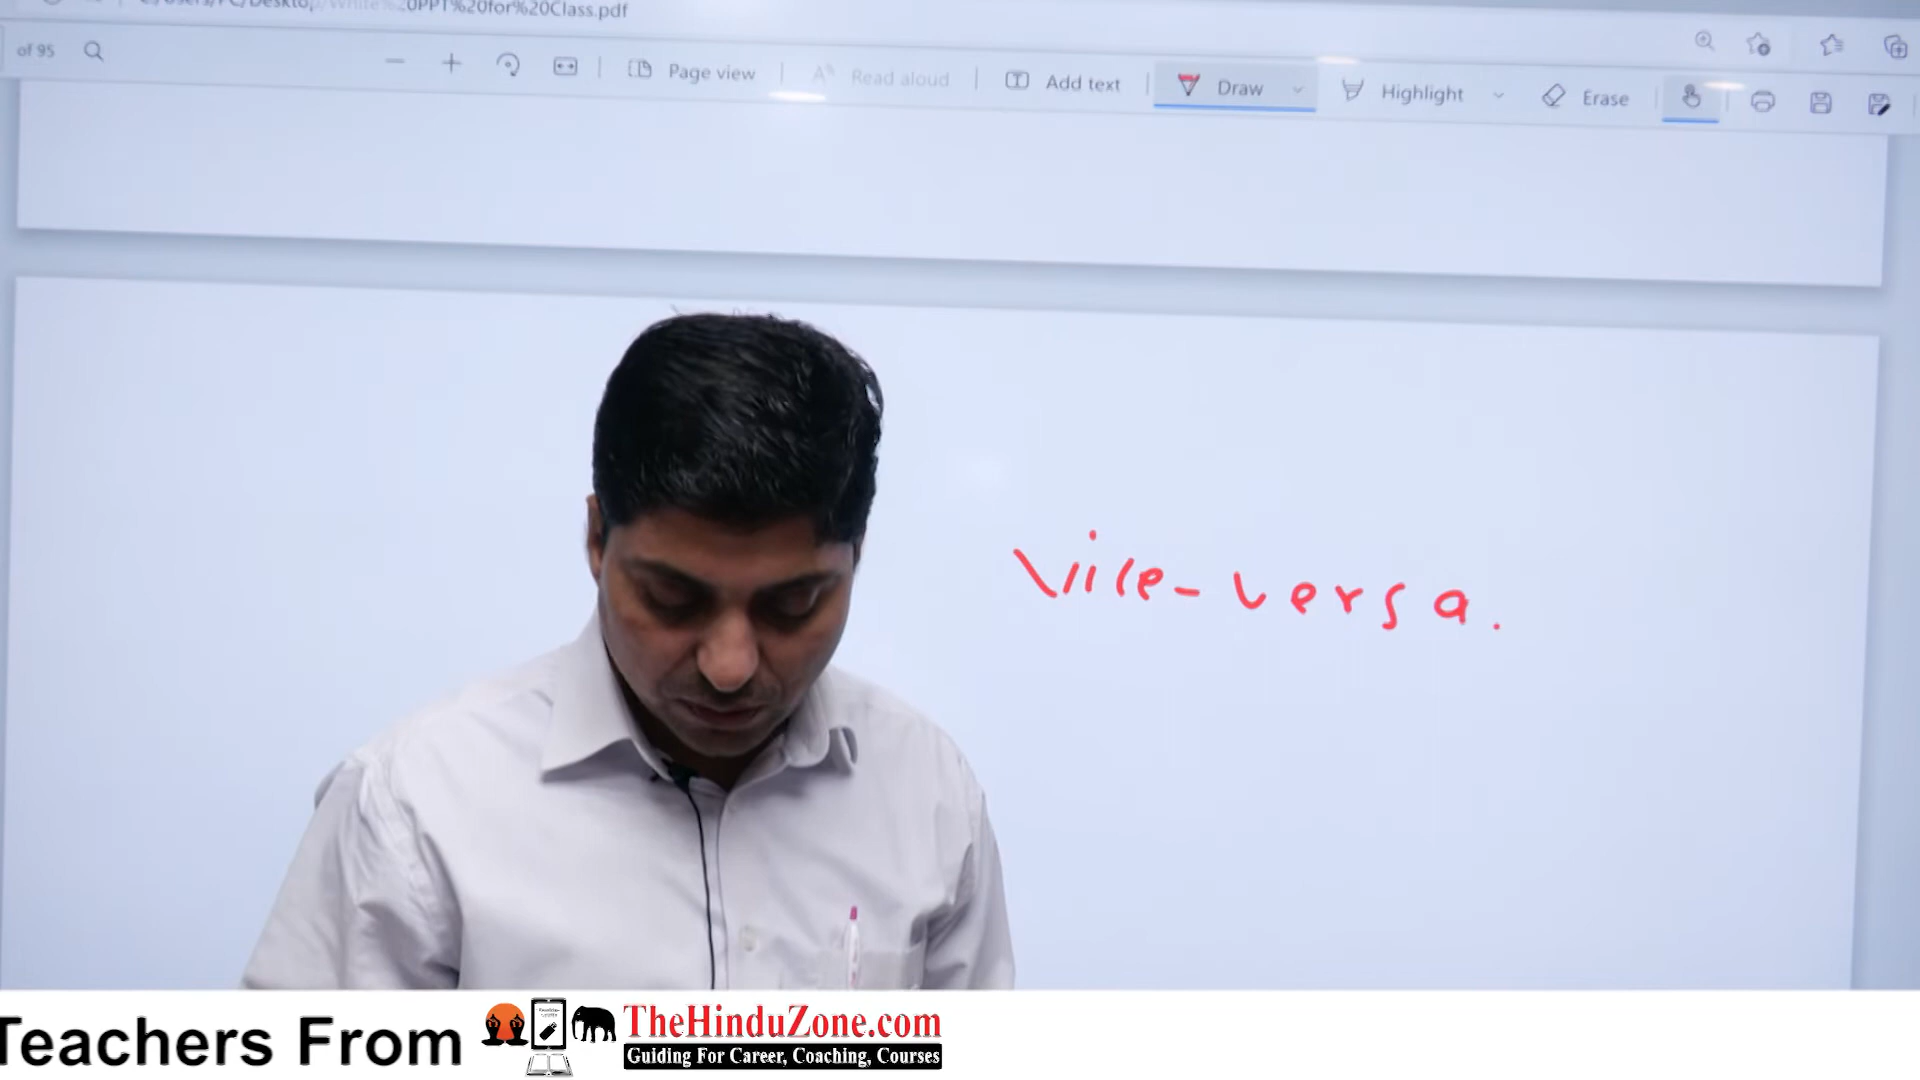 PPT%20for%20Class.pdf
of 95
Page view
Read aloud
Add text
Draw
Highlight
Erase
Vice-versa.
Teachers From
TheHinduZone.com
Guiding For Career, Coaching, Courses